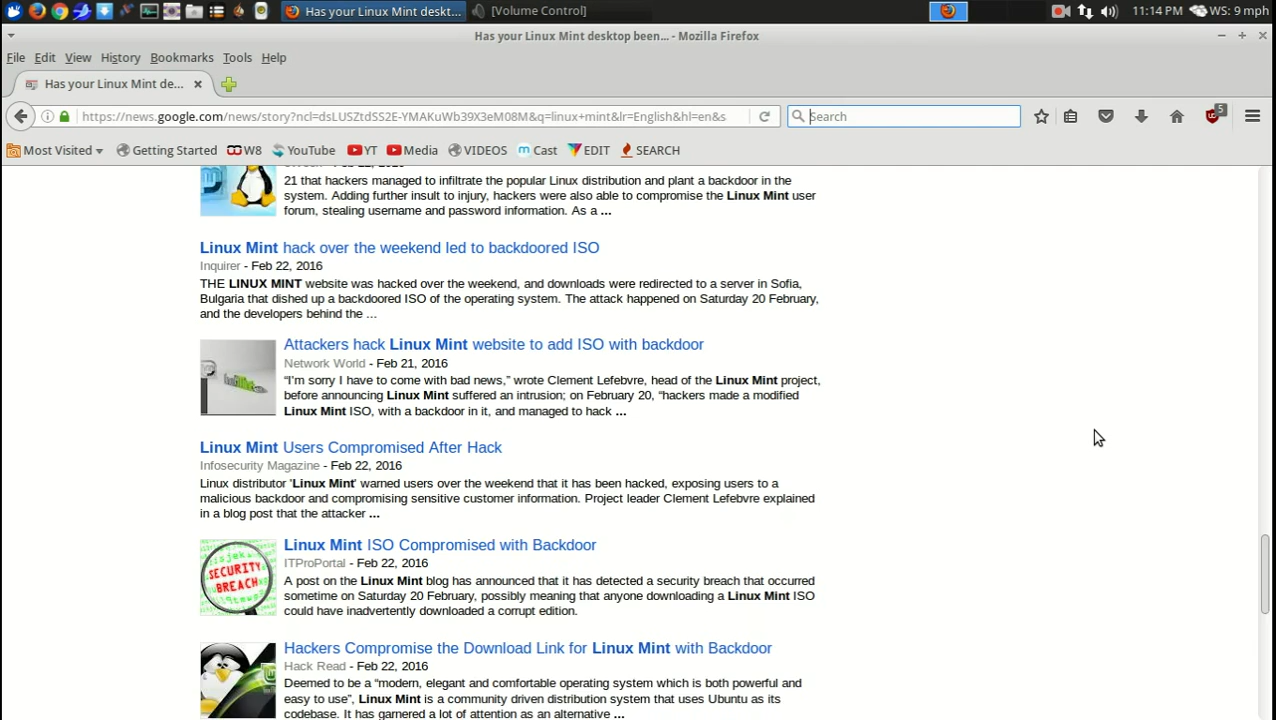 Has your Linux Mint deskt...
[Volume Control]
11:14 PM
WS: 9 mph
Has your Linux Mint desktop been... - Mozilla Firefox
File Edit View History Bookmarks Tools Help
Has your Linux Mint de...
https://news.google.com/news/story?ncl=dsLUSZtdSS2E-YMAKuWb39X3eM08M&q=linux+mint&lr=English&hl=en&s
Search
5
Most Visited Getting Started W8 YouTube YT Media VIDEOS Cast EDIT SEARCH
21 that hackers managed to infiltrate the popular Linux distribution and plant a backdoor in the
system. Adding further insult to injury, hackers were also able to compromise the Linux Mint user
forum, stealing username and password information. As a ...
Linux Mint hack over the weekend led to backdoored ISO
Inquirer - Feb 22, 2016
THE LINUX MINT website was hacked over the weekend, and downloads were redirected to a server in Sofia,
Bulgaria that dished up a backdoored ISO of the operating system. The attack happened on Saturday 20 February,
and the developers behind the ...
Attackers hack Linux Mint website to add ISO with backdoor
Network World - Feb 21, 2016
“I'm sorry I have to come with bad news,” wrote Clement Lefebvre, head of the Linux Mint project,
before announcing Linux Mint suffered an intrusion; on February 20, “hackers made a modified
Linux Mint ISO, with a backdoor in it, and managed to hack ...
Linux Mint Users Compromised After Hack
Infosecurity Magazine - Feb 22, 2016
Linux distributor 'Linux Mint' warned users over the weekend that it has been hacked, exposing users to a
malicious backdoor and compromising sensitive customer information. Project leader Clement Lefebvre explained
in a blog post that the attacker ...
Linux Mint ISO Compromised with Backdoor
ITProPortal - Feb 22, 2016
SECURITY
BREACH
A post on the Linux Mint blog has announced that it has detected a security breach that occurred
sometime on Saturday 20 February, possibly meaning that anyone downloading a Linux Mint ISO
could have inadvertently downloaded a corrupt edition.
Hackers Compromise the Download Link for Linux Mint with Backdoor
Hack Read - Feb 22, 2016
Deemed to be a “modern, elegant and comfortable operating system which is both powerful and
easy to use”, Linux Mint is a community driven distribution system that uses Ubuntu as its
codebase. It has garnered a lot of attention as an alternative ...